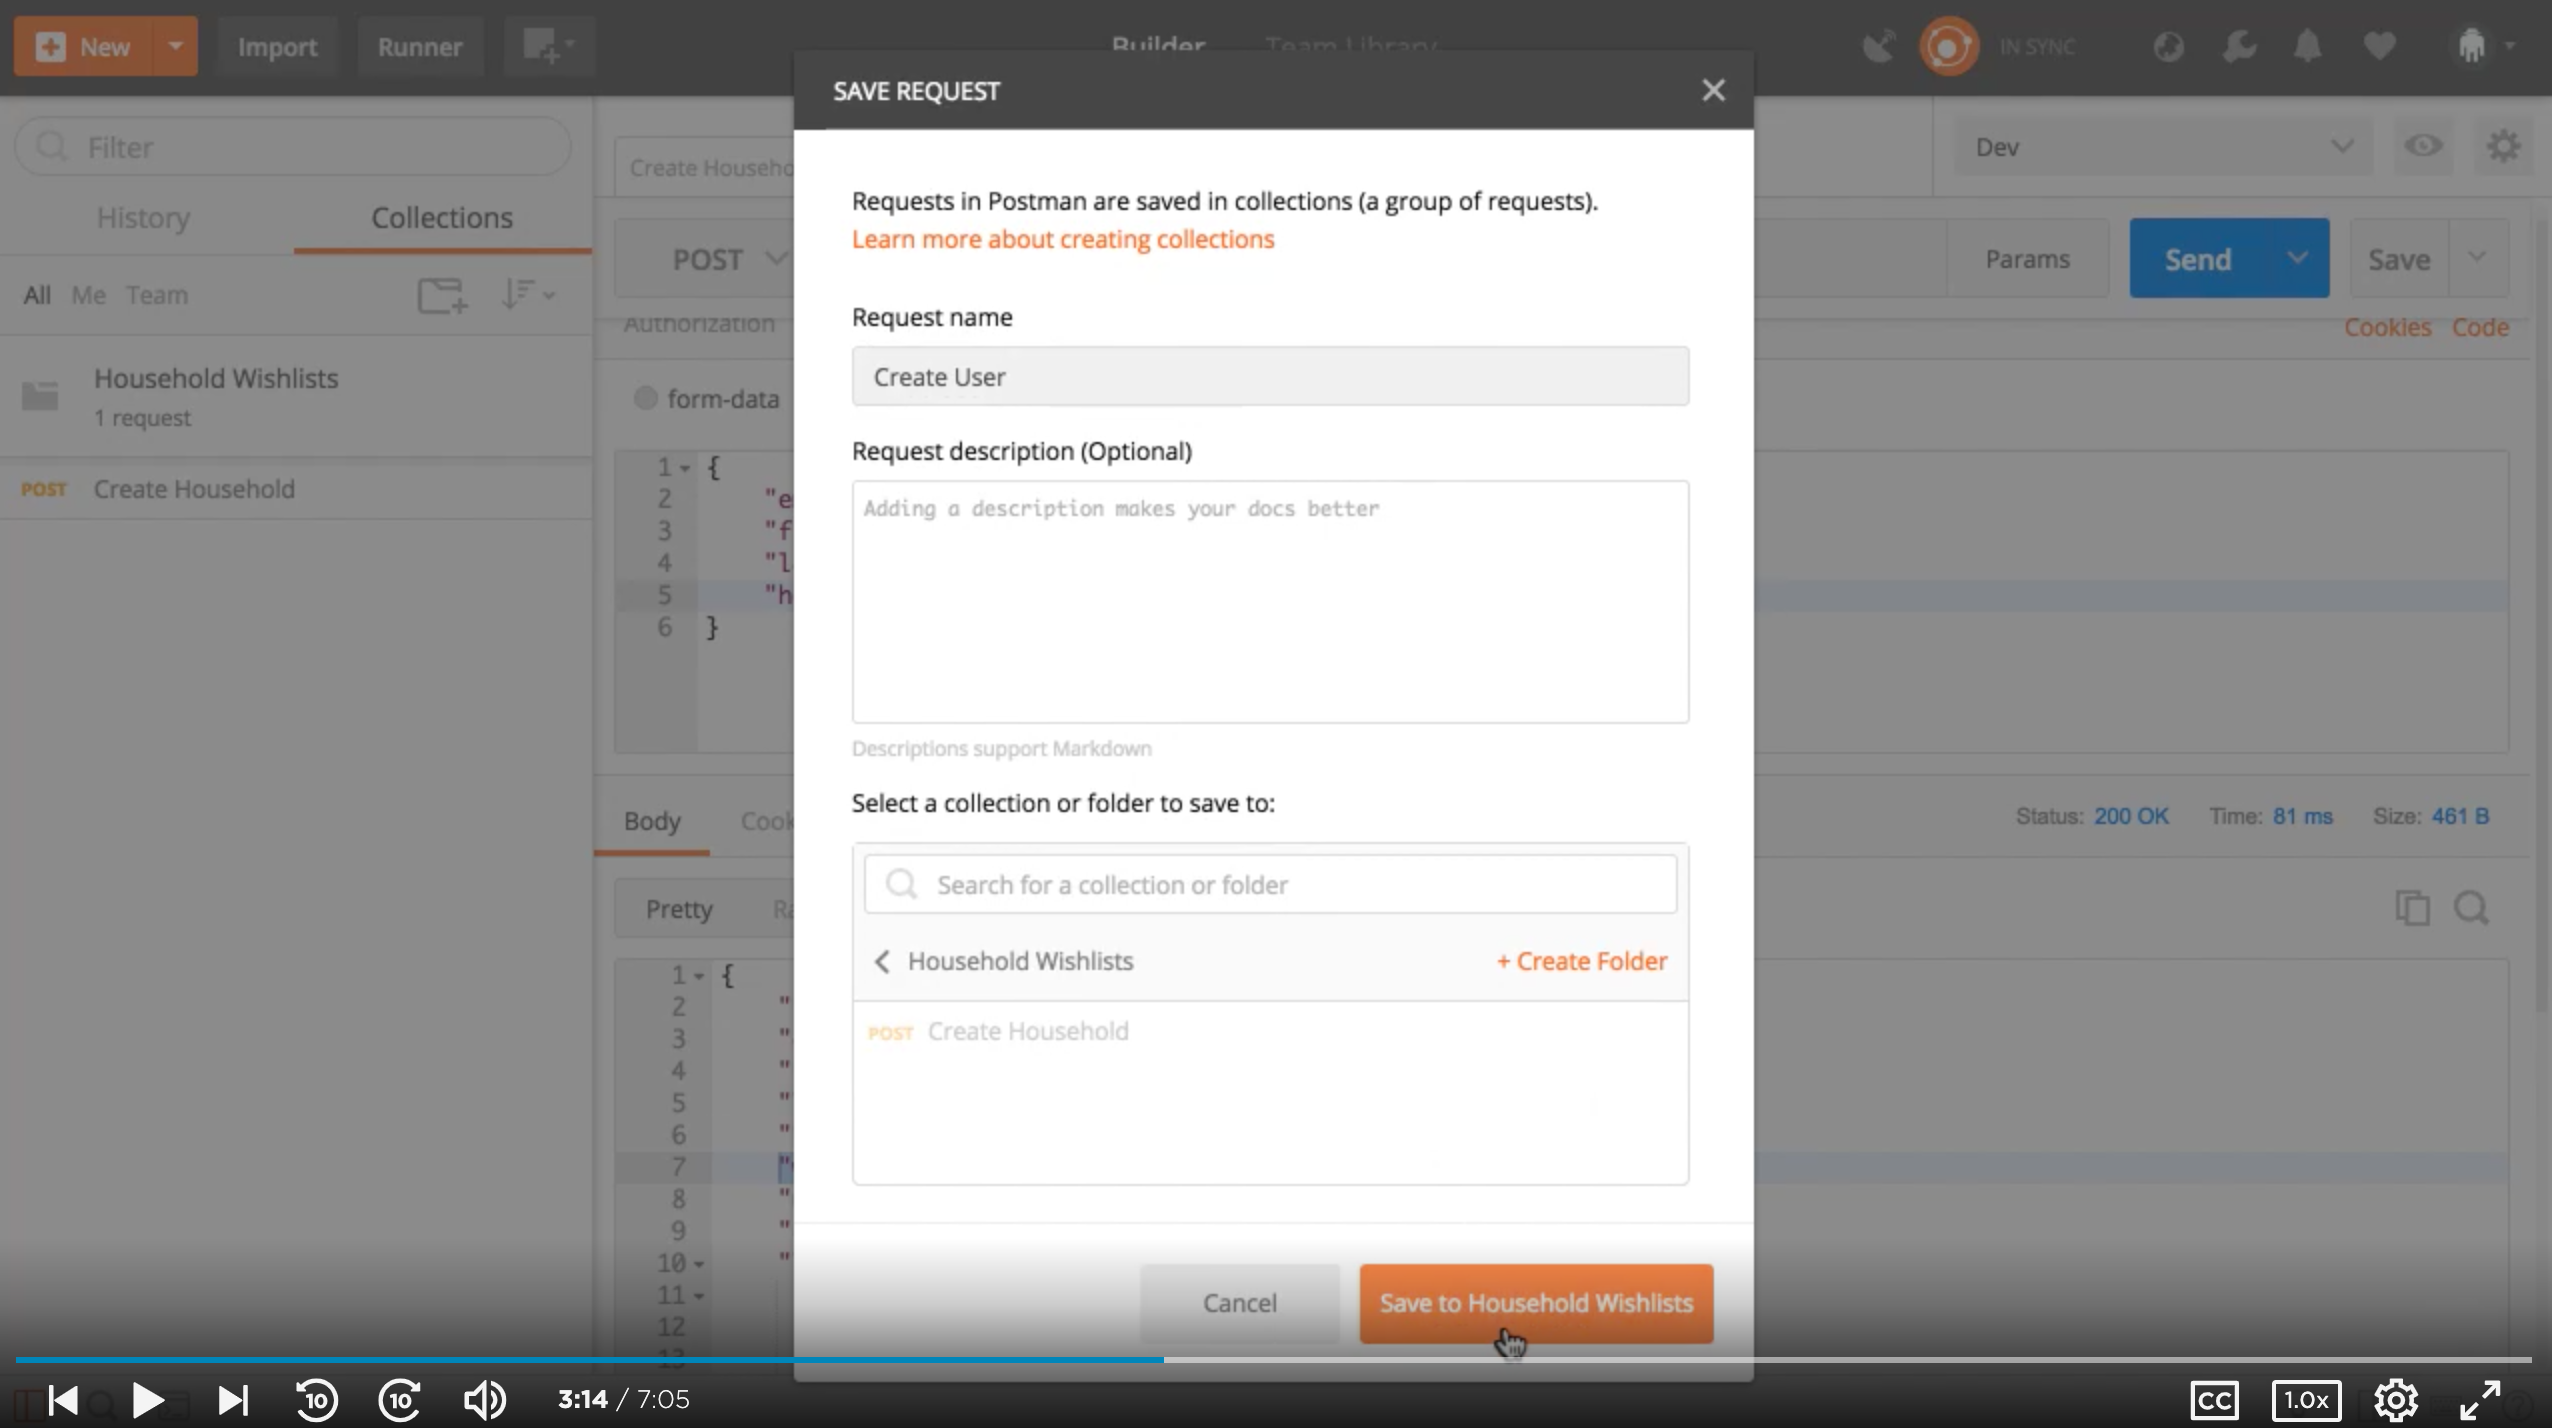 New
Import
Runner
Builder
Team Library
IN SYNC
SAVE REQUEST
Filter
Create Househo
Dev
History
Collections
Requests in Postman are saved in collections (a group of requests).
Learn more about creating collections
POST
Params
Send
Save
All Me Team
Authorization
Request name
Cookies Code
Household Wishlists
1 request
Create User
form-data
Request description (Optional)
POST Create Household
Adding a description makes your docs better
1 {
2 "e
3 "f
4 "l
5 "h
6 }
Descriptions support Markdown
Select a collection or folder to save to:
Body
Cook
Status: 200 OK
Time: 81 ms
Size: 461 B
Search for a collection or folder
Pretty
Ra
Household Wishlists
+ Create Folder
POST Create Household
1 {
2 "
3 "
4 "
5 "
6 "
7 "
8 "
9 "
10 "
11
12
13
Cancel
Save to Household Wishlists
10
10
3:14 / 7:05
CC
1.0x